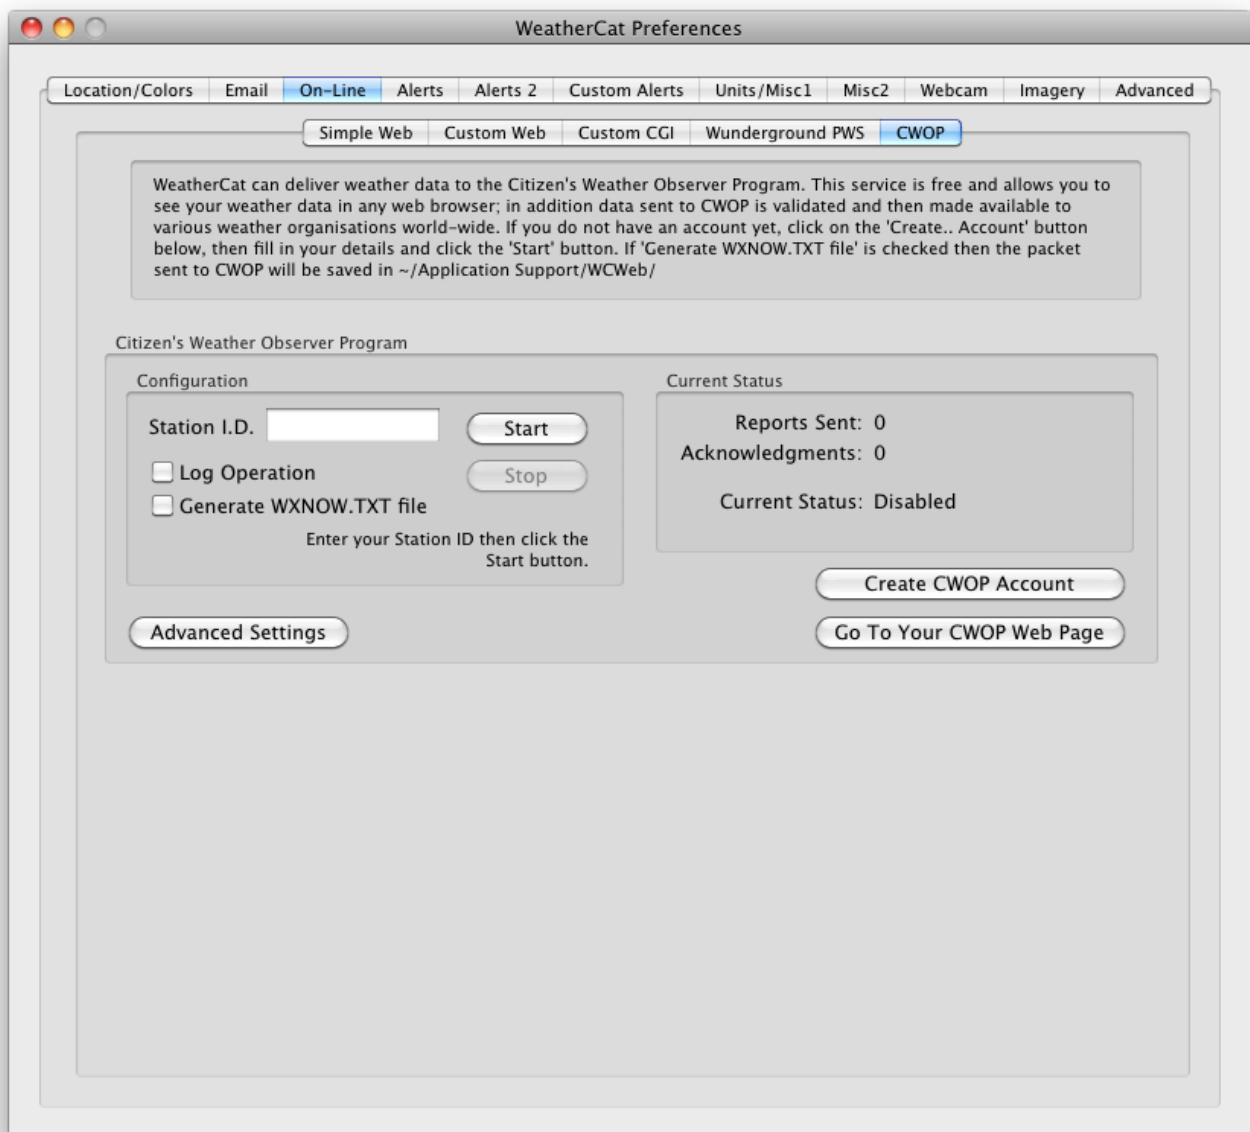 WeatherCat Preferences
Location/Colors Email On-Line Alerts Alerts 2 Custom Alerts Units/Misc1 Misc2 Webcam Imagery Advanced
Simple Web Custom Web Custom CGI Wunderground PWS CWOP
WeatherCat can deliver weather data to the Citizen's Weather Observer Program. This service is free and allows you to
see your weather data in any web browser; in addition data sent to CWOP is validated and then made available to
various weather organisations world-wide. If you do not have an account yet, click on the 'Create.. Account' button
below, then fill in your details and click the 'Start' button. If 'Generate WXNOW.TXT file' is checked then the packet
sent to CWOP will be saved in ~/Application Support/WCWeb/
Citizen's Weather Observer Program
Configuration
Station I.D.
Start
Log Operation
Stop
Generate WXNOW.TXT file
Enter your Station ID then click the
Start button.
Advanced Settings
Current Status
Reports Sent: 0
Acknowledgments: 0
Current Status: Disabled
Create CWOP Account
Go To Your CWOP Web Page